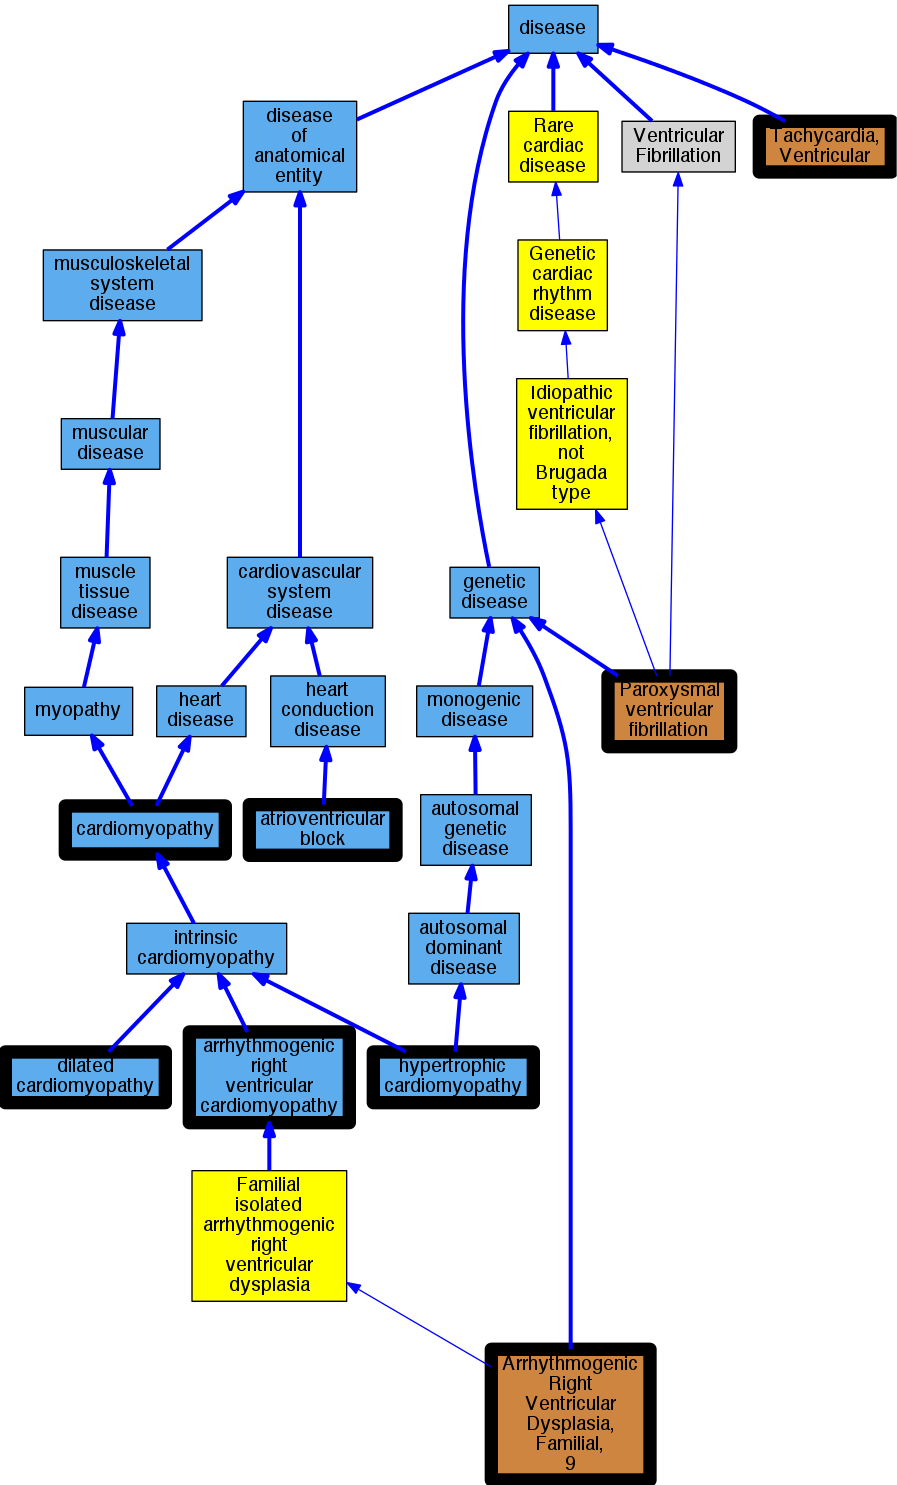 disease
disease
of
anatomical
entity
Rare
cardiac
disease
Ventricular
Fibrillation
Tachycardia,
Ventricular
musculoskeletal
system
disease
Genetic
cardiac
rhythm
disease
muscular
disease
Idiopathic
ventricular
fibrillation,
not
Brugada
type
muscle
tissue
disease
cardiovascular
system
disease
genetic
disease
myopathy
heart
disease
heart
conduction
disease
monogenic
disease
Paroxysmal
ventricular
fibrillation
cardiomyopathy
atrioventricular
block
autosomal
genetic
disease
intrinsic
cardiomyopathy
autosomal
dominant
disease
dilated
cardiomyopathy
arrhythmogenic
right
ventricular
cardiomyopathy
hypertrophic
cardiomyopathy
Familial
isolated
arrhythmogenic
right
ventricular
dysplasia
Arrhythmogenic
Right
Ventricular
Dysplasia,
Familial,
9